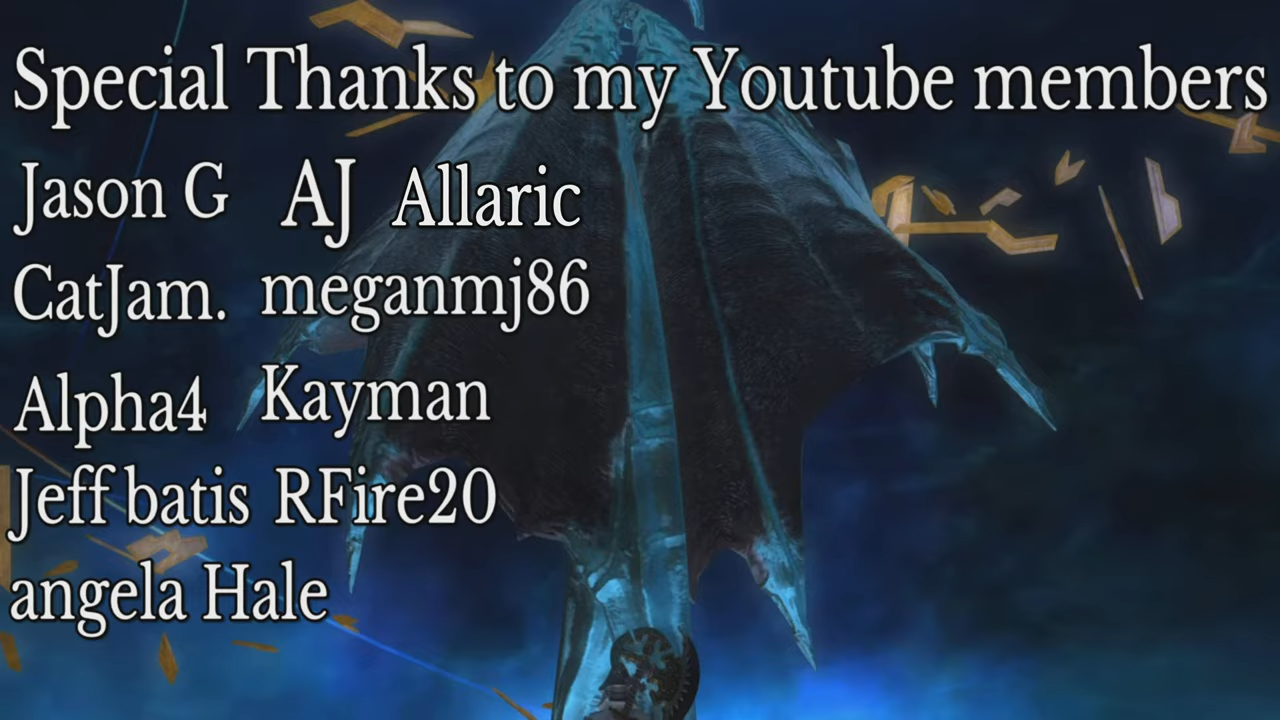 Special Thanks to my Youtube members
Jason G AJ Allaric
CatJam. meganmj86
Alpha4 Kayman
Jeff batis RFire20
angela Hale